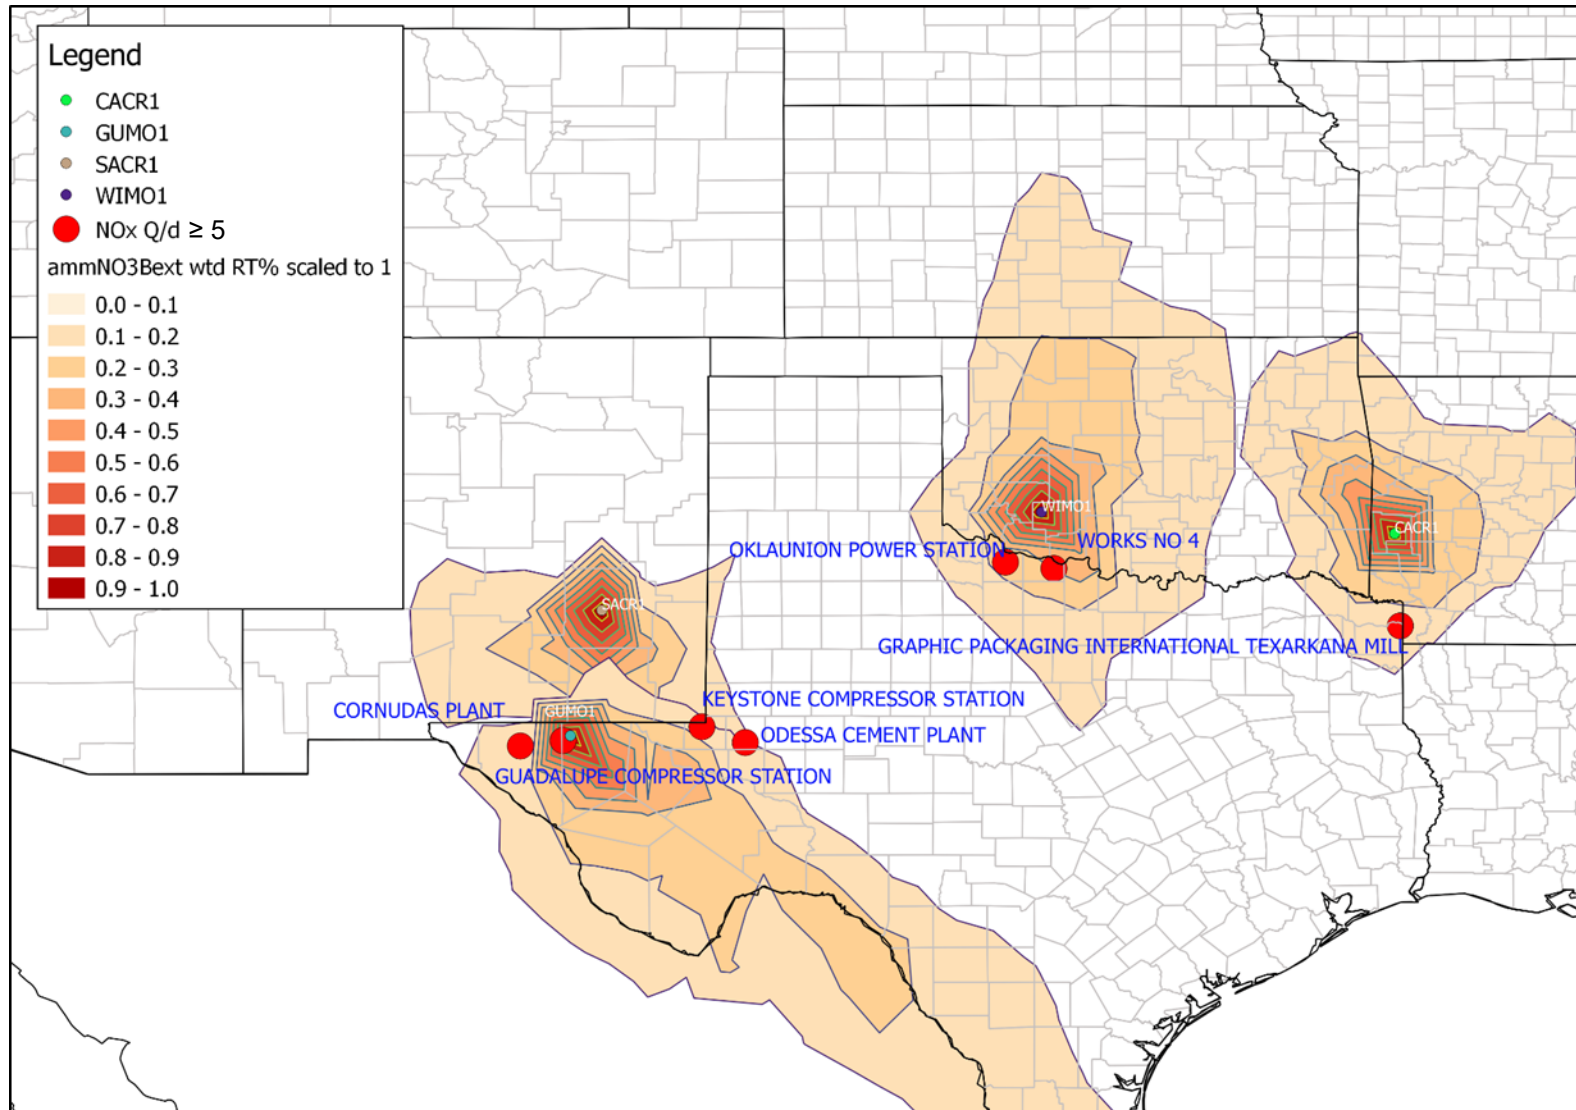 Legend
CACR1
GUMO1
SACR1
WIMO1
NOx Q/d ≥ 5
ammNO3Bext wtd RT% scaled to 1
0.0 - 0.1
0.1 - 0.2
0.2 - 0.3
0.3 - 0.4
0.4 - 0.5
0.5 - 0.6
0.6 - 0.7
0.7 - 0.8
0.8 - 0.9
0.9 - 1.0
WIMO1
CACR1
WORKS NO 4
OKLAUNION POWER STATION
SACR1
GRAPHIC PACKAGING INTERNATIONAL TEXARKANA MILL
KEYSTONE COMPRESSOR STATION
CORNUDAS PLANT
GUMO1
ODESSA CEMENT PLANT
GUADALUPE COMPRESSOR STATION